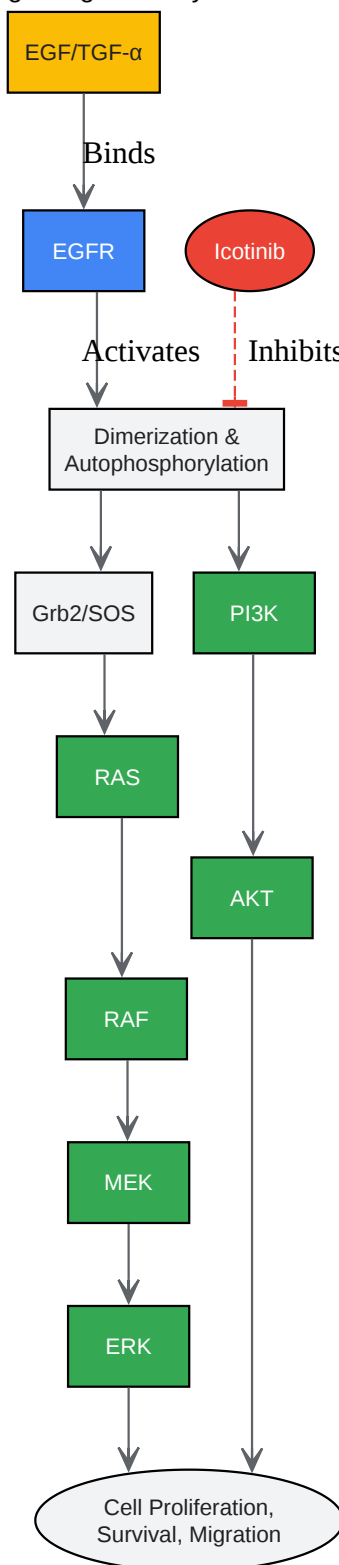 EGF/TGF-α
Binds
EGFR
Icotinib
Activates
Inhibits
Dimerization &
Autophosphorylation
Grb2/SOS
PI3K
RAS
AKT
RAF
MEK
ERK
Cell Proliferation,
Survival, Migration